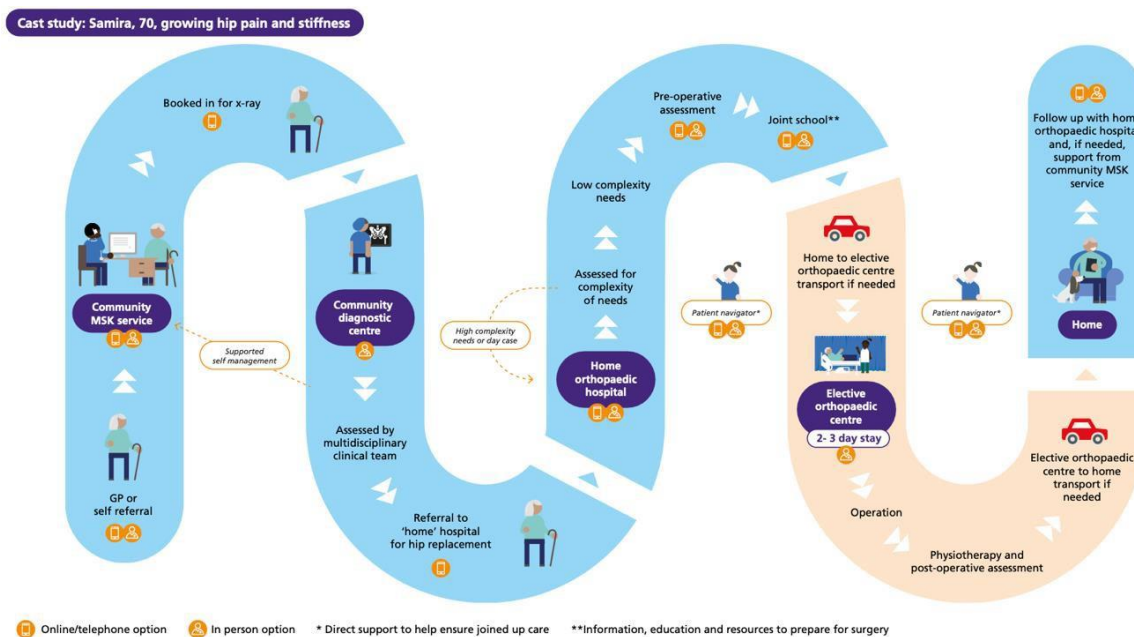 Cast study: Samira, 70, growing hip pain and stiffness
GP or
self referral
Community
MSK service
Booked in for x-ray
Community
diagnostic
centre
Supported
self management
Assessed by
multidisciplinary
clinical team
Referral to
‘home’ hospital
for hip replacement
Home
orthopaedic
hospital
High complexity
needs or day case
Assessed for
complexity
of needs
Low complexity
needs
Pre-operative
assessment
Joint school**
Patient navigator*
Home to elective
orthopaedic centre
transport if needed
Elective
orthopaedic
centre
2- 3 day stay
Operation
Physiotherapy and
post-operative assessment
Patient navigator*
Elective orthopaedic
centre to home
transport if
needed
Home
Follow up with home
orthopaedic hospital
and, if needed,
support from
community MSK
service
Online/telephone option
In person option
* Direct support to help ensure joined up care
**Information, education and resources to prepare for surgery